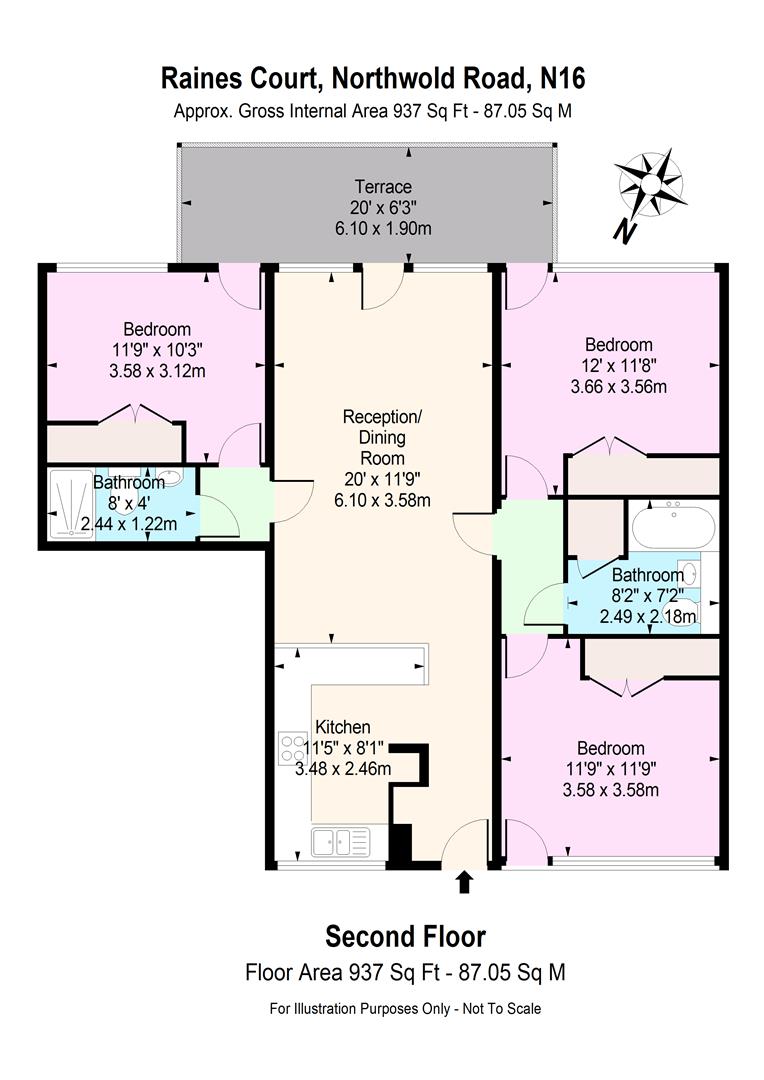 Raines Court, Northwold Road, N16
Approx. Gross Internal Area 937 Sq Ft - 87.05 Sq M
Terrace
20' x 6'3"
6.10 x 1.90m
N
Bedroom
11'9" x 10'3"
3.58 x 3.12m
Reception/
Dining
Room
20' x 11'9"
6.10 x 3.58m
Bedroom
12' x 11'8"
3.66 x 3.56m
Bathroom
8' x 4'
2.44 x 1.22m
Bathroom
8'2" x 7'2"
2.49 x 2.18m
Kitchen
11'5" x 8'1"
3.48 x 2.46m
Bedroom
11'9" x 11'9"
3.58 x 3.58m
Second Floor
Floor Area 937 Sq Ft - 87.05 Sq M
For Illustration Purposes Only - Not To Scale